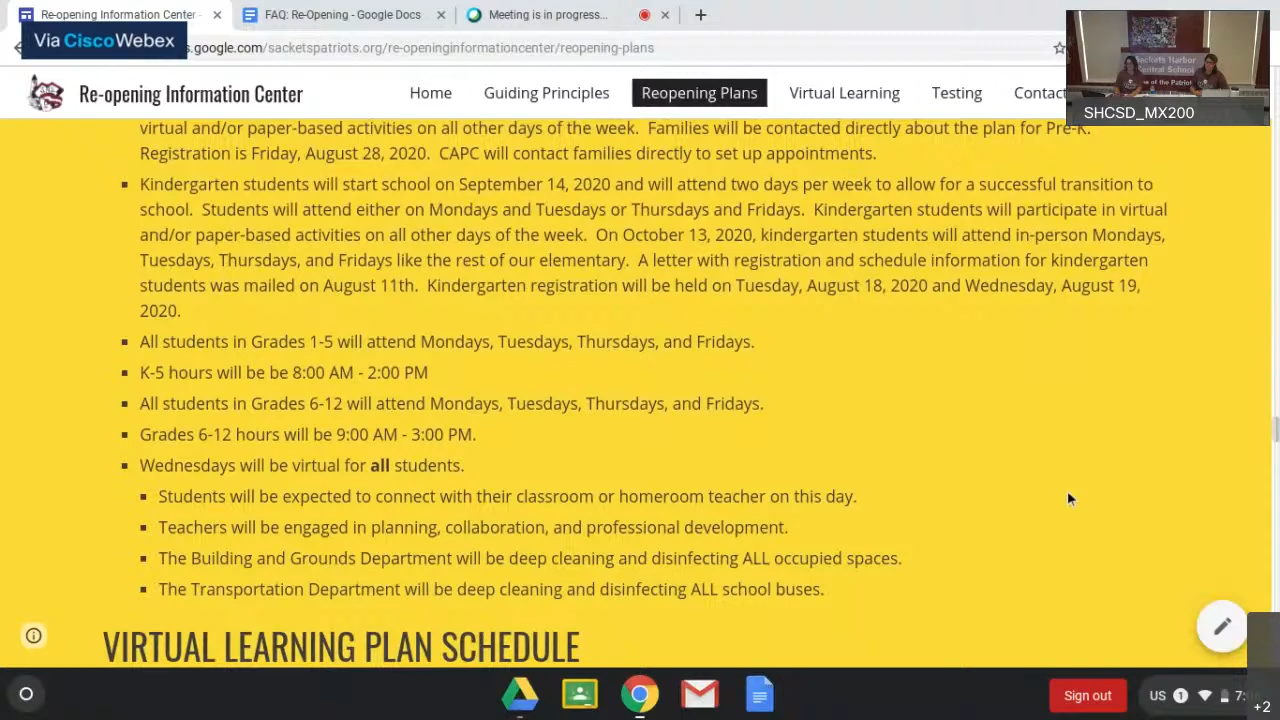 Re-opening Information Center
FAQ: Re-Opening - Google Docs
Meeting is in progress...
Via CiscoWebex
s.google.com/sacketspatriots.org/re-openinginformationcenter/reopening-plans
Sackets Harbor
Central School
of the Patriot
SHCSD_MX200
Re-opening Information Center
Home Guiding Principles Reopening Plans Virtual Learning Testing Contact
virtual and/or paper-based activities on all other days of the week. Families will be contacted directly about the plan for Pre-K.
Registration is Friday, August 28, 2020. CAPC will contact families directly to set up appointments.
Kindergarten students will start school on September 14, 2020 and will attend two days per week to allow for a successful transition to
school. Students will attend either on Mondays and Tuesdays or Thursdays and Fridays. Kindergarten students will participate in virtual
and/or paper-based activities on all other days of the week. On October 13, 2020, kindergarten students will attend in-person Mondays,
Tuesdays, Thursdays, and Fridays like the rest of our elementary. A letter with registration and schedule information for kindergarten
students was mailed on August 11th. Kindergarten registration will be held on Tuesday, August 18, 2020 and Wednesday, August 19,
2020.
All students in Grades 1-5 will attend Mondays, Tuesdays, Thursdays, and Fridays.
K-5 hours will be be 8:00 AM - 2:00 PM
All students in Grades 6-12 will attend Mondays, Tuesdays, Thursdays, and Fridays.
Grades 6-12 hours will be 9:00 AM - 3:00 PM.
Wednesdays will be virtual for all students.
Students will be expected to connect with their classroom or homeroom teacher on this day.
Teachers will be engaged in planning, collaboration, and professional development.
The Building and Grounds Department will be deep cleaning and disinfecting ALL occupied spaces.
The Transportation Department will be deep cleaning and disinfecting ALL school buses.
VIRTUAL LEARNING PLAN SCHEDULE
Sign out US 1
+2